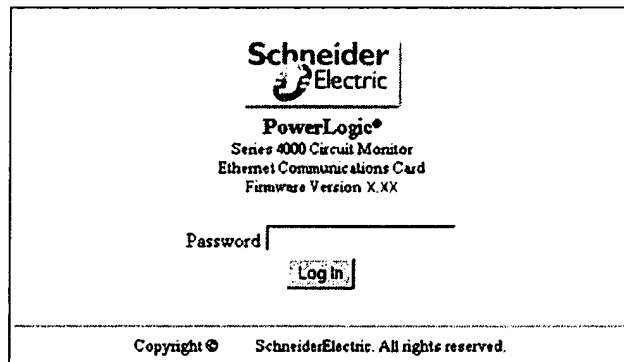 Schneider
Electric
PowerLogic®
Series 4000 Circuit Monitor
Ethernet Communications Card
Firmware Version X.XX
Password
Log In
Copyright © SchneiderElectric. All rights reserved.